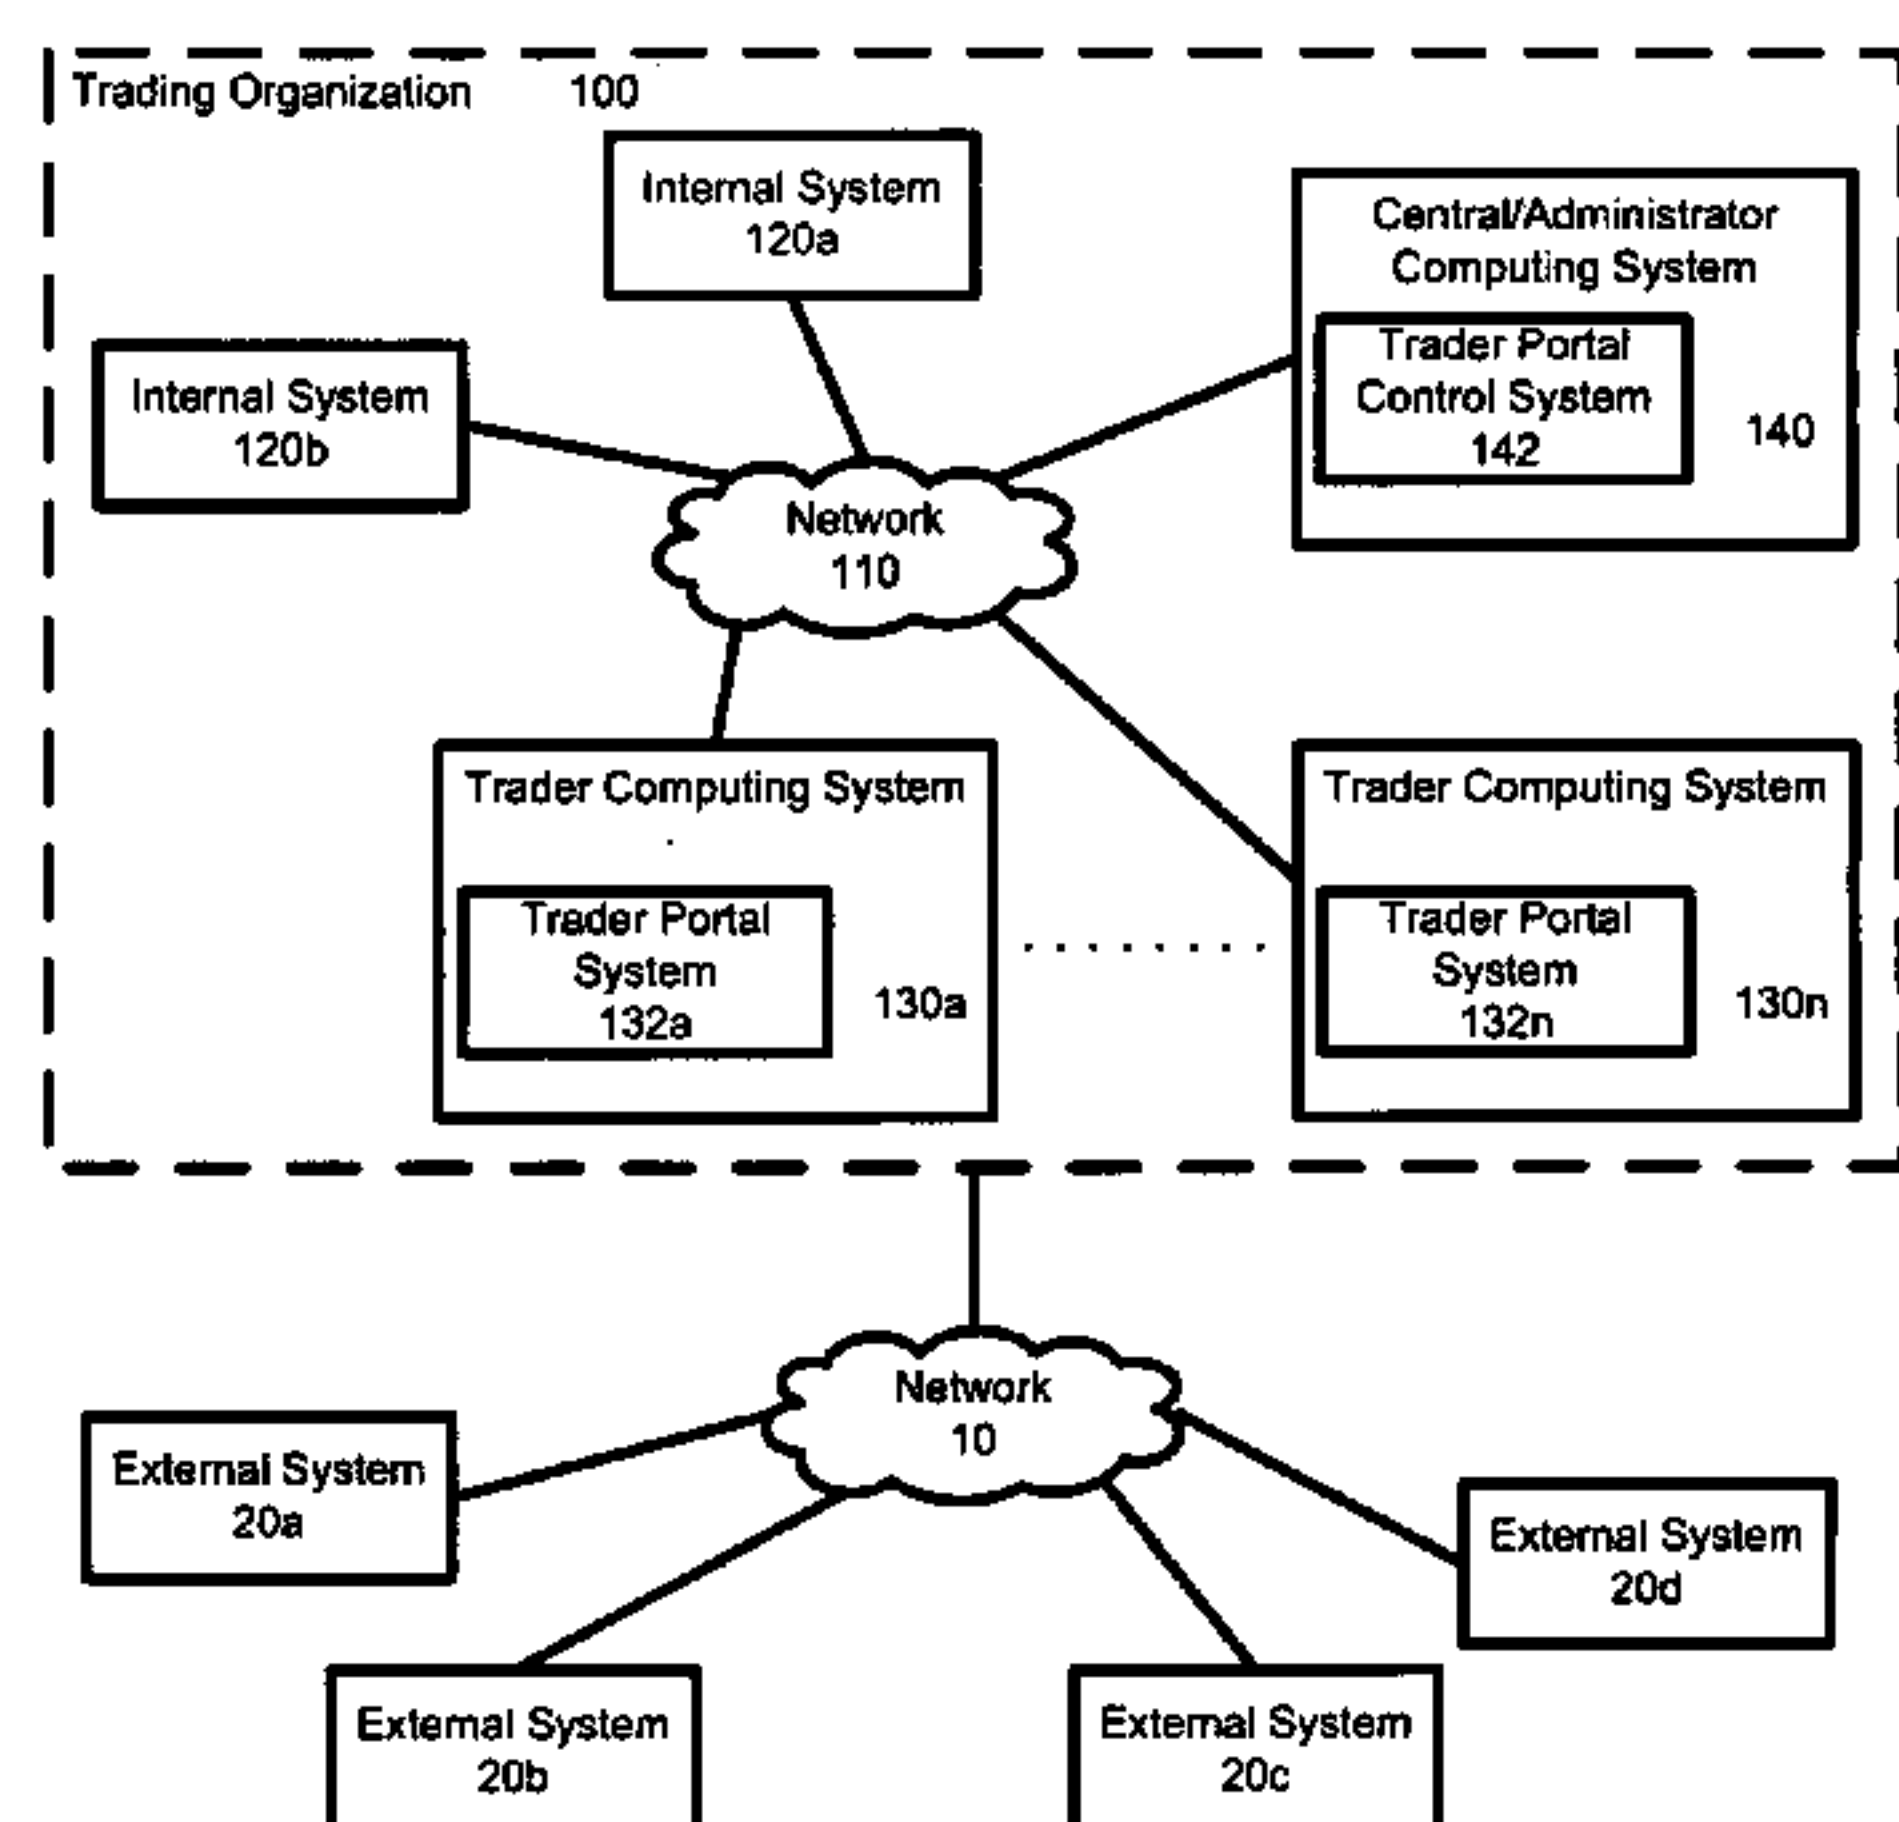 Trading Organization 100
Internal System
120a
Central/Administrator
Computing System
Trader Portal
Control System
142
140
Internal System
120b
Network
110
Trader Computing System
Trader Portal
System
132a
130a
Trader Computing System
Trader Portal
System
132n
130n
Network
10
External System
20a
External System
20d
External System
20b
External System
20c